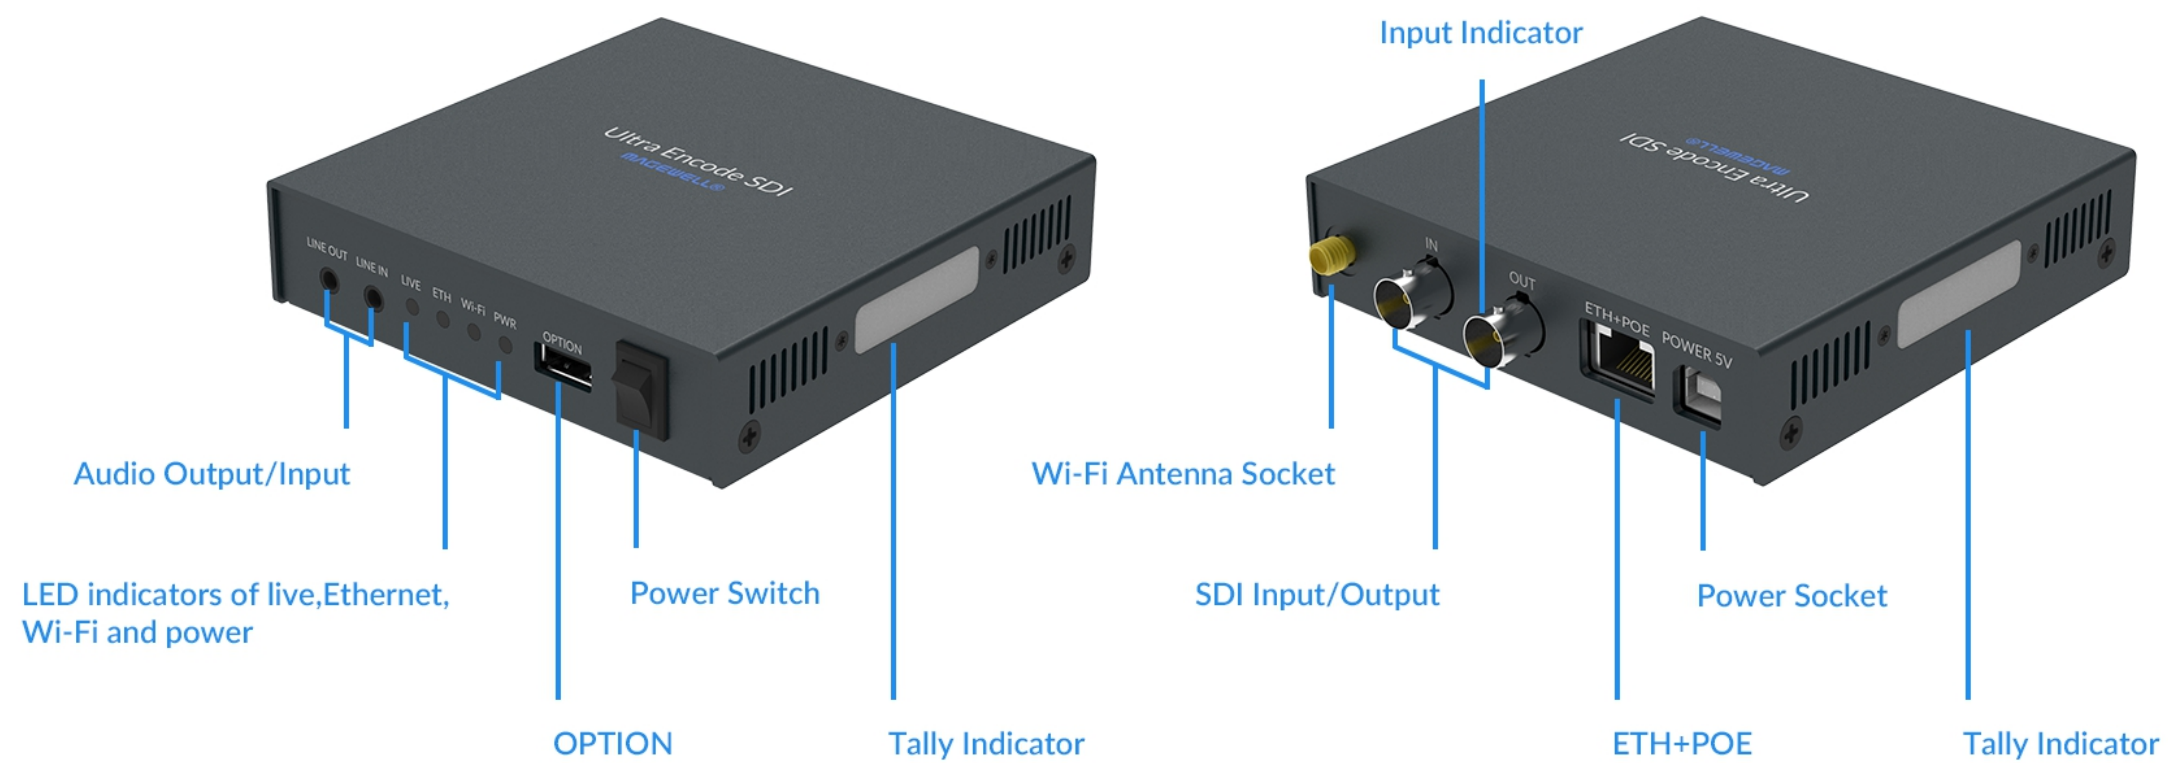 Ultra Encode SDI
MAGEWELL®
LINE OUT
LINE IN
LIVE
ETH
Wi-Fi
PWR
OPTION
Audio Output/Input
LED indicators of live,Ethernet,
Wi-Fi and power
OPTION
Power Switch
Tally Indicator
Input Indicator
Ultra Encode SDI
MAGEWELL®
IN
OUT
ETH+POE
POWER 5V
Wi-Fi Antenna Socket
SDI Input/Output
ETH+POE
Power Socket
Tally Indicator